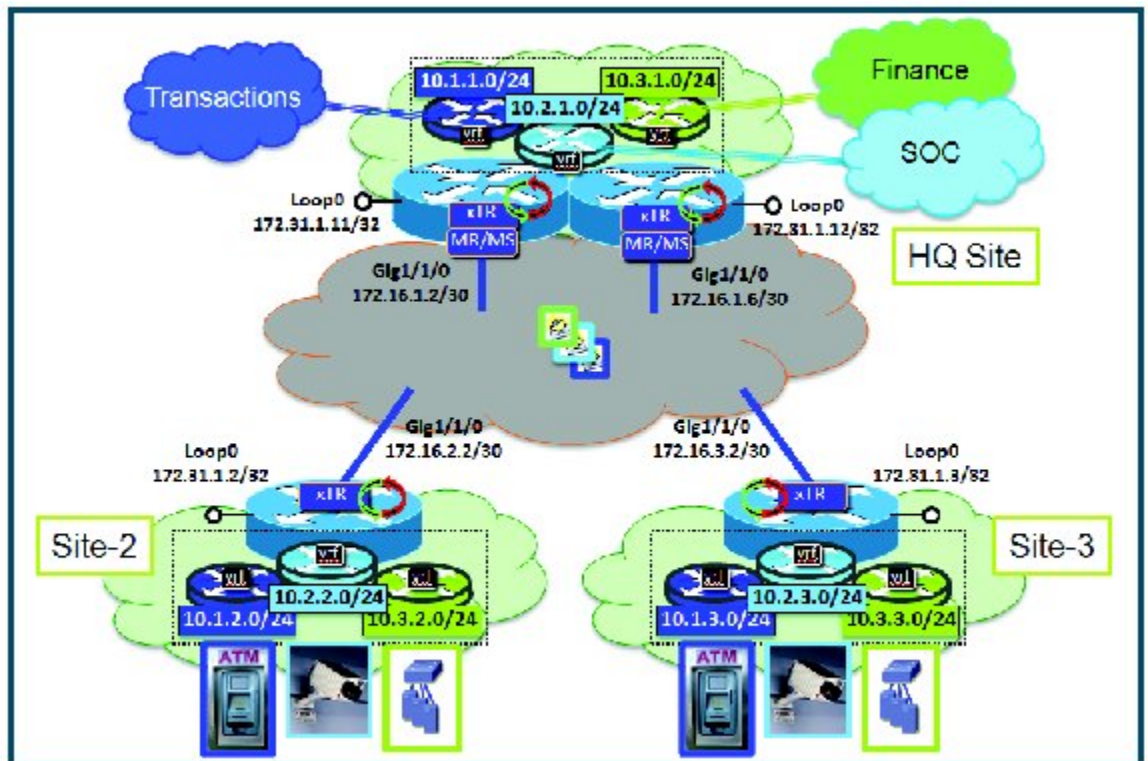 Transactions
10.1.1.0/24
10.3.1.0/24
10.2.1.0/24
Finance
SOC
vrf
vrf
vrf
Loop0
172.31.1.11/32
xTR
MR/MS
xTR
MR/MS
Loop0
172.31.1.12/32
HQ Site
Gig1/1/0
172.16.1.2/30
Gig1/1/0
172.16.1.6/30
Gig1/1/0
172.16.2.2/30
Gig1/1/0
172.16.3.2/30
Loop0
172.31.1.2/32
Loop0
172.31.1.3/32
xTR
xTR
Site-2
Site-3
vrf
vrf
vrf
10.2.2.0/24
10.1.2.0/24
10.3.2.0/24
vrf
vrf
vrf
10.2.3.0/24
10.1.3.0/24
10.3.3.0/24
ATM
ATM